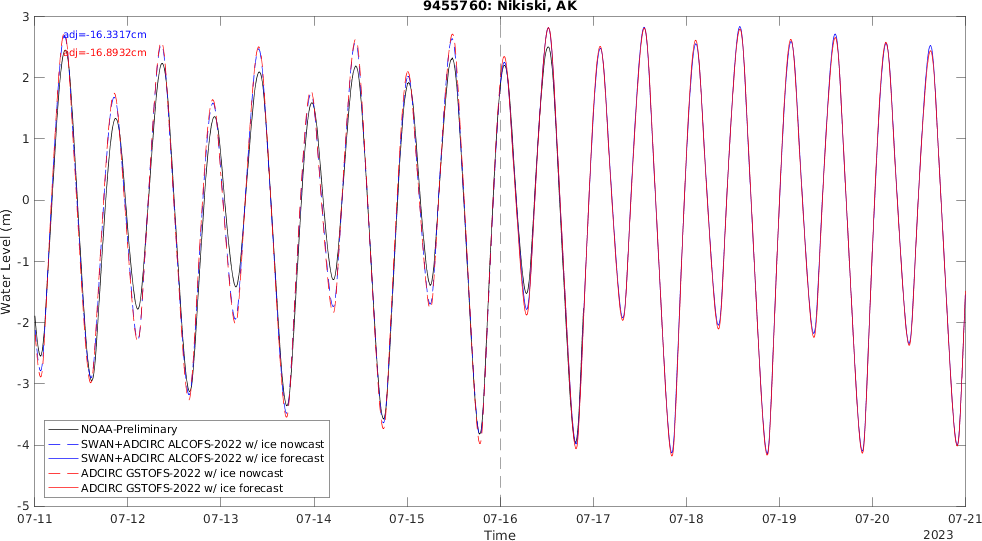 9455760: Nikiski, AK
adj=-16.3317cm
adj=-16.8932cm
3
2
1
0
-1
-2
-3
-4
-5
Water Level (m)
NOAA-Preliminary
SWAN+ADCIRC ALCOFS-2022 w/ ice nowcast
SWAN+ADCIRC ALCOFS-2022 w/ ice forecast
ADCIRC GSTOFS-2022 w/ ice nowcast
ADCIRC GSTOFS-2022 w/ ice forecast
07-11 07-12 07-13 07-14 07-15 07-16 07-17 07-18 07-19 07-20 07-21
Time
2023